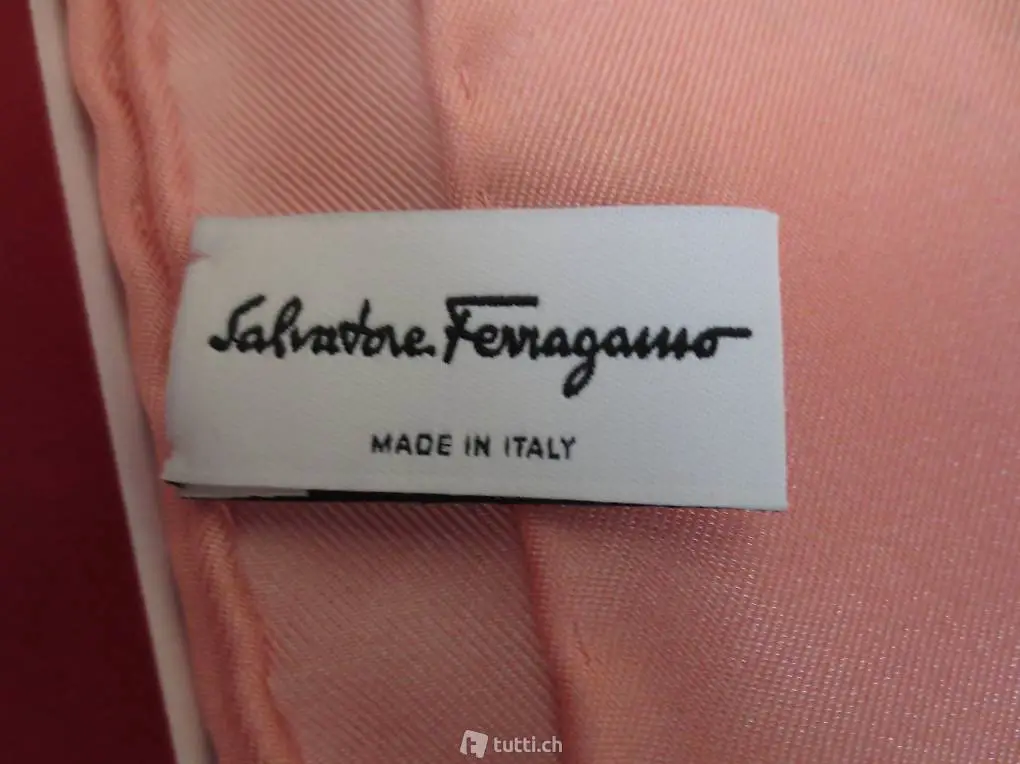 Salvatore Ferragamo
MADE IN ITALY
tutti.ch